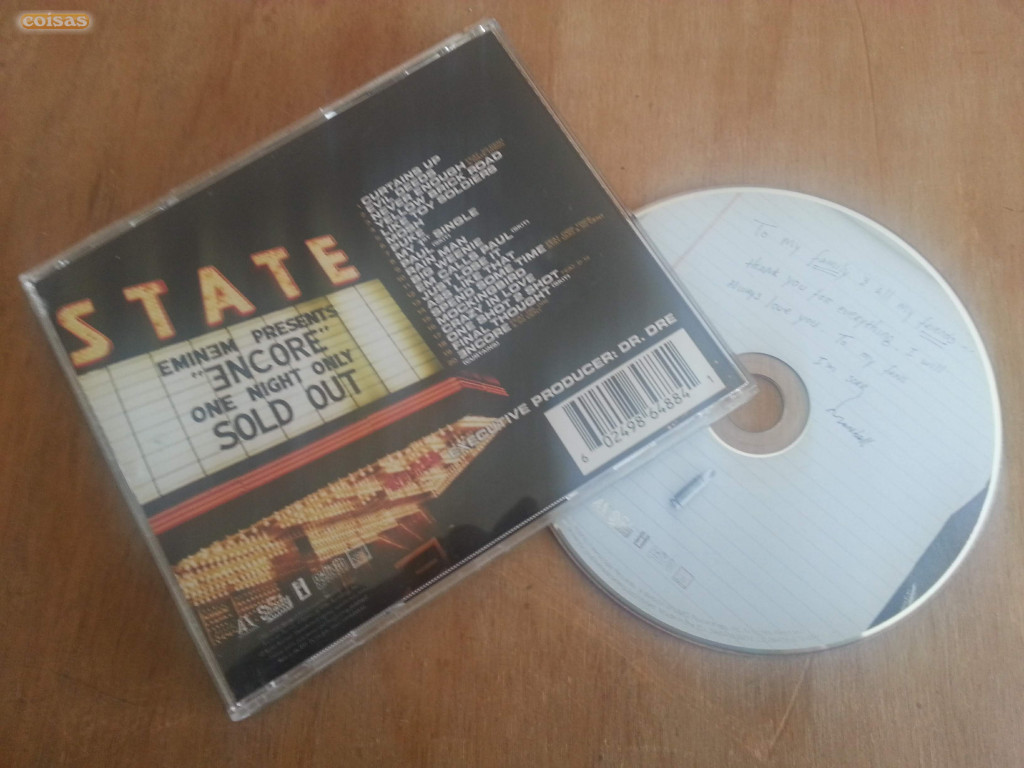 coisas
STATE
EMINƎM PRESENTS
"ƎNCORE"
ONE NIGHT ONLY
SOLD OUT
CURTAINS UP
EVIL DEEDS
NEVER ENOUGH
YELLOW BRICK ROAD
LIKE TOY SOLDIERS
MOSH
PUKE
MY 1ST SINGLE
PAUL
RAIN MAN
BIG WEENIE
EM CALLS PAUL
JUST LOSE IT
ASS LIKE THAT
SPEND SOME TIME
MOCKINGBIRD
CRAZY IN LOVE
ONE SHOT 2 SHOT
FINAL THOUGHT
ENCORE
EXECUTIVE PRODUCER: DR. DRE
6 02498 64884 1
To my family & all my friends
thank you for everything, I will
always love you. To my fans
I'm sorry
Marshall